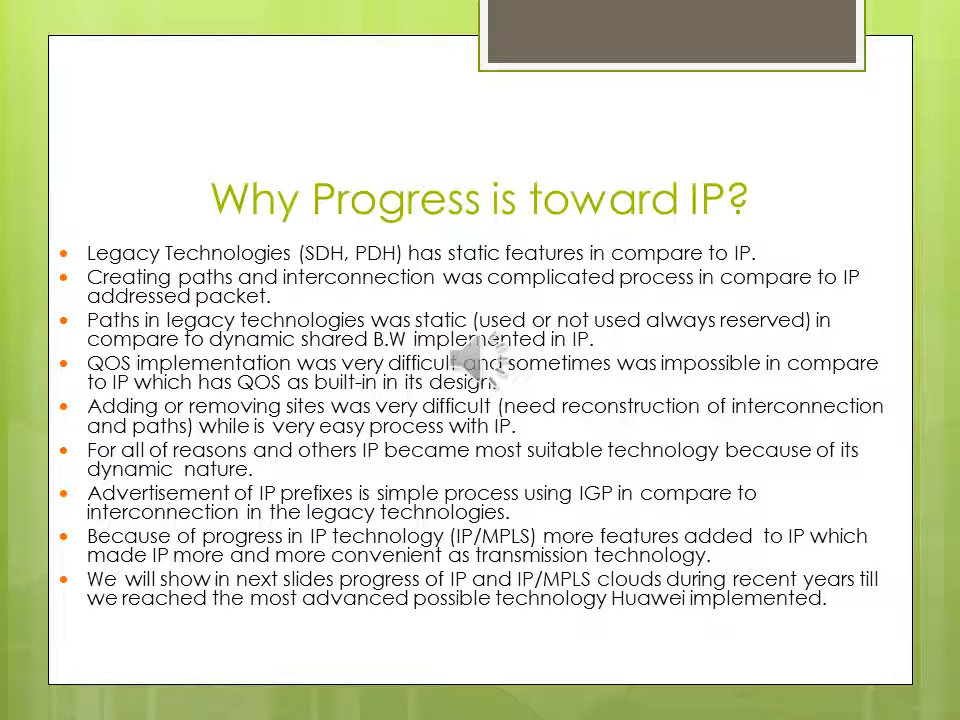 Why Progress is toward IP?
Legacy Technologies (SDH, PDH) has static features in compare to IP.
Creating paths and interconnection was complicated process in compare to IP
addressed packet.
Paths in legacy technologies was static (used or not used always reserved) in
compare to dynamic shared B.W implemented in IP.
QOS implementation was very difficult and sometimes was impossible in compare
to IP which has QOS as built-in in its design.
Adding or removing sites was very difficult (need reconstruction of interconnection
and paths) while is very easy process with IP.
For all of reasons and others IP became most suitable technology because of its
dynamic nature.
Advertisement of IP prefixes is simple process using IGP in compare to
interconnection in the legacy technologies.
Because of progress in IP technology (IP/MPLS) more features added to IP which
made IP more and more convenient as transmission technology.
We will show in next slides progress of IP and IP/MPLS clouds during recent years till
we reached the most advanced possible technology Huawei implemented.